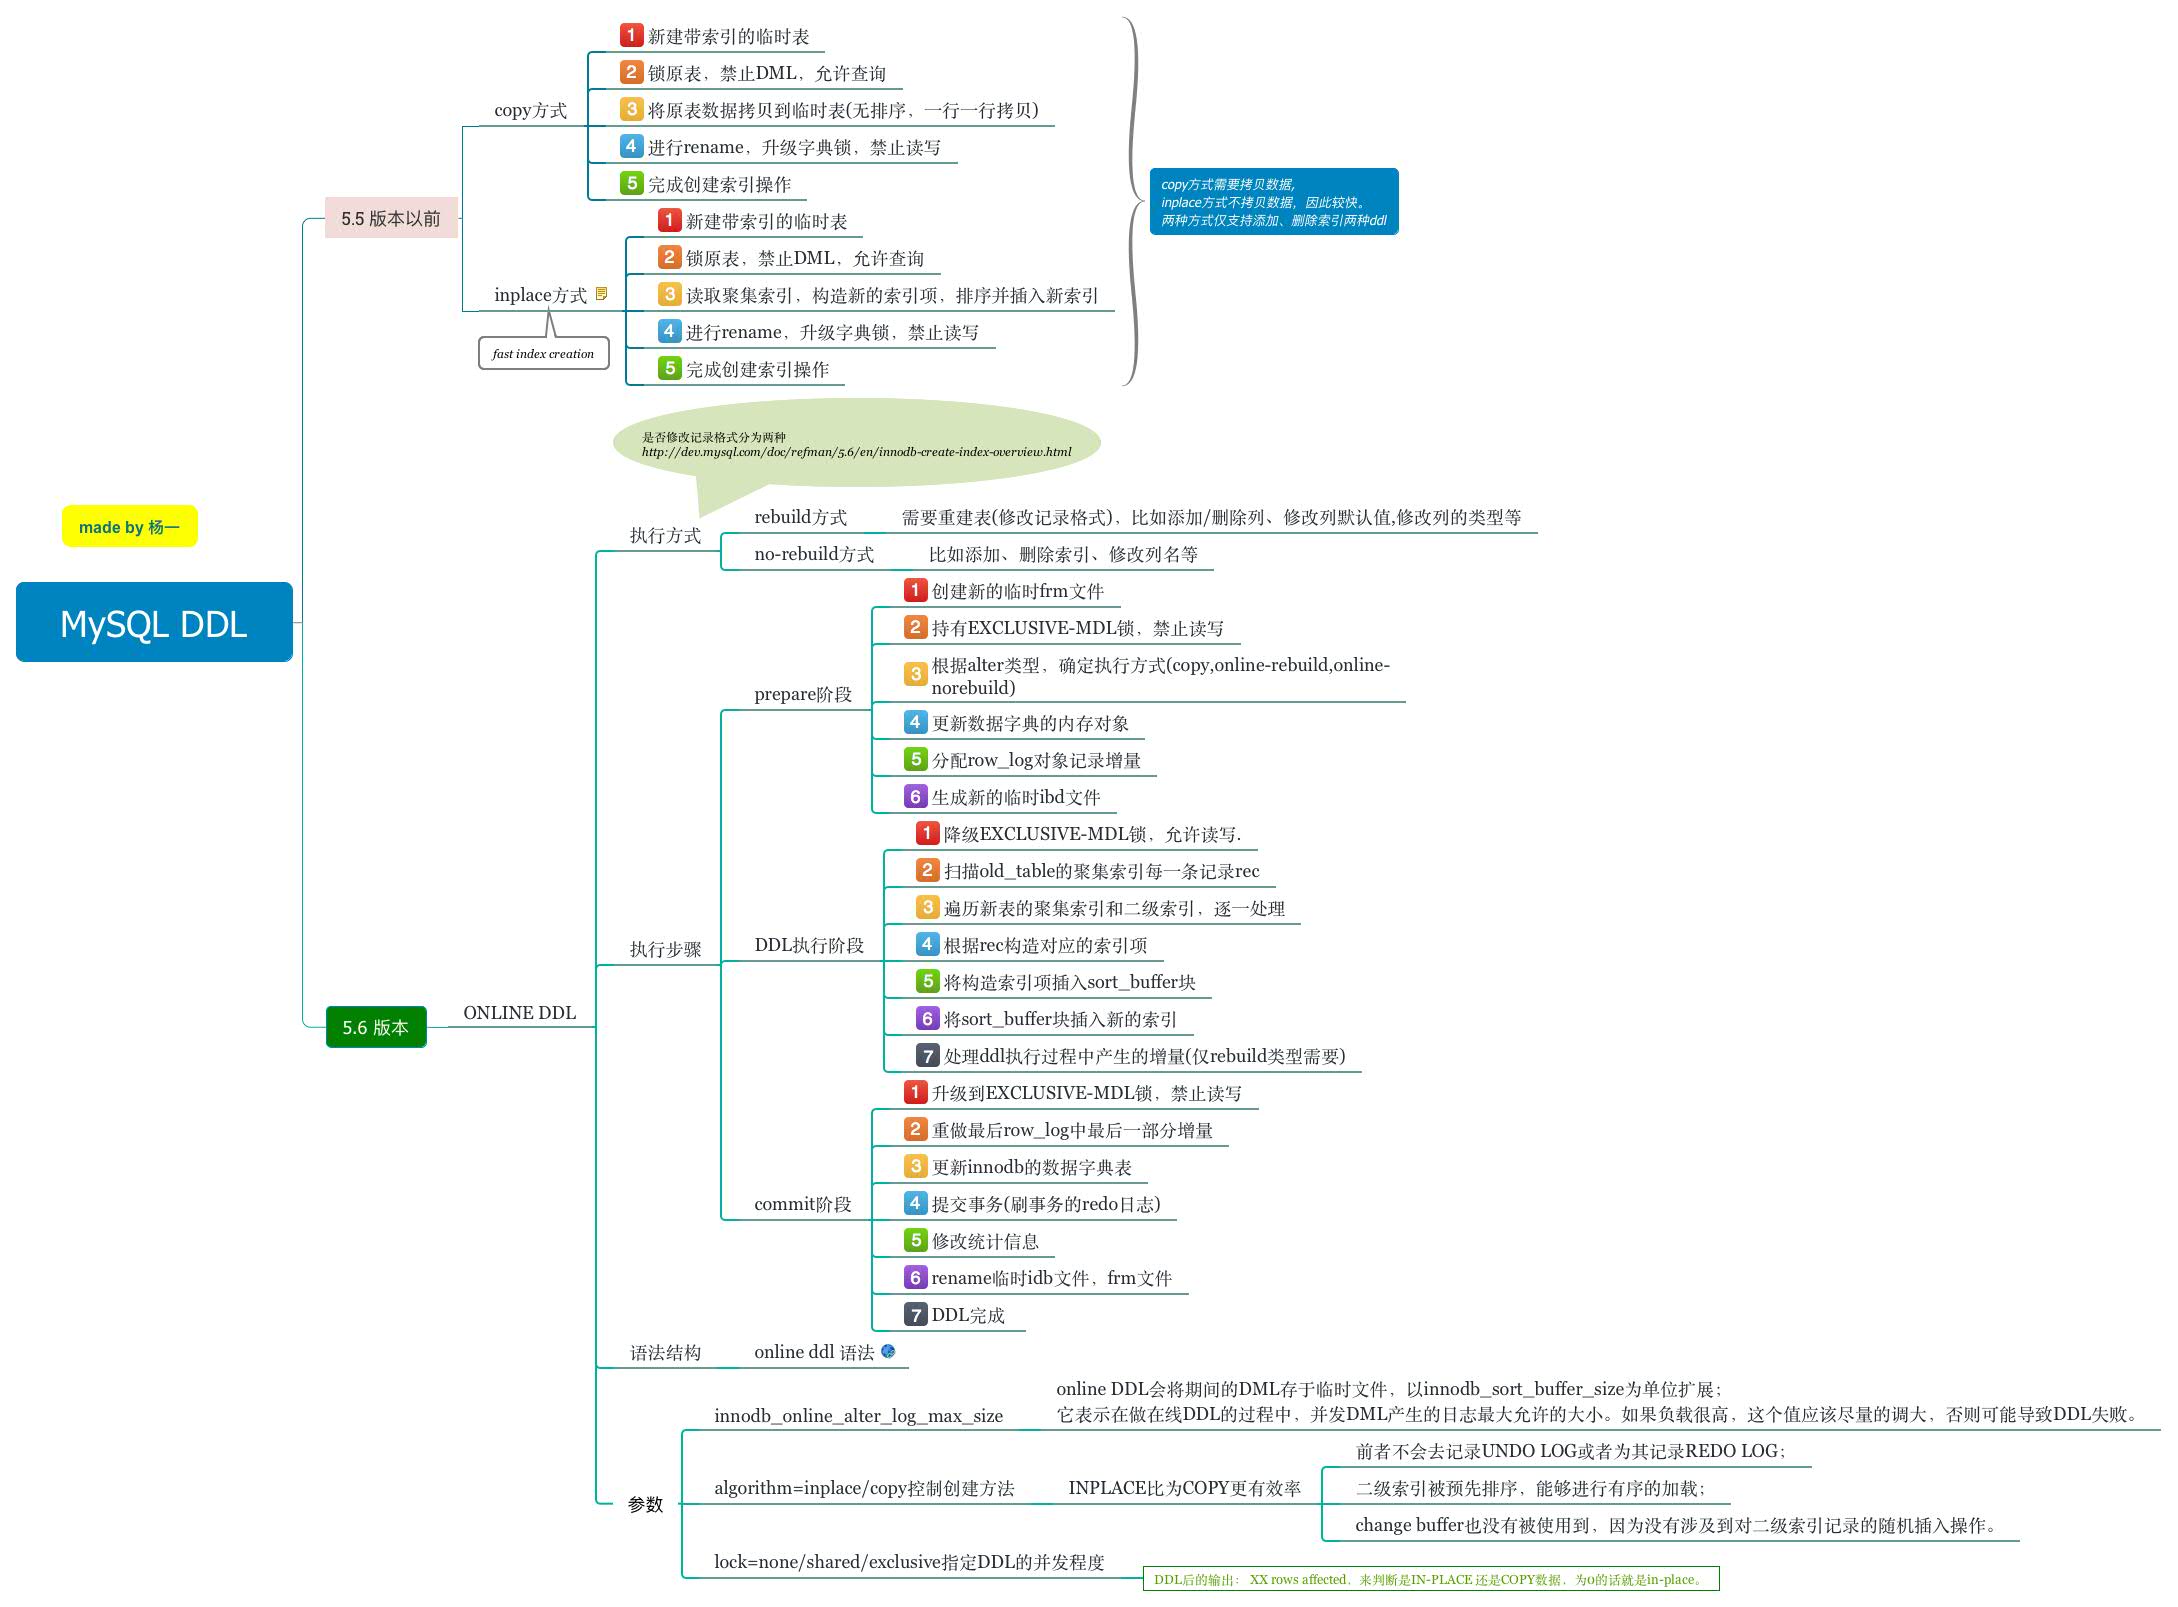 made by 杨一
MySQL DDL
5.5 版本以前
copy方式
1 新建带索引的临时表
2 锁原表，禁止DML，允许查询
3 将原表数据拷贝到临时表(无排序，一行一行拷贝)
4 进行rename，升级字典锁，禁止读写
5 完成创建索引操作
inplace方式
fast index creation
1 新建带索引的临时表
2 锁原表，禁止DML，允许查询
3 读取聚集索引，构造新的索引项，排序并插入新索引
4 进行rename，升级字典锁，禁止读写
5 完成创建索引操作
copy方式需要拷贝数据,
inplace方式不拷贝数据，因此较快。
两种方式仅支持添加、删除索引两种ddl
5.6 版本
ONLINE DDL
是否修改记录格式分为两种
http://dev.mysql.com/doc/refman/5.6/en/innodb-create-index-overview.html
执行方式
rebuild方式
需要重建表(修改记录格式)，比如添加/删除列、修改列默认值,修改列的类型等
no-rebuild方式
比如添加、删除索引、修改列名等
执行步骤
prepare阶段
1 创建新的临时frm文件
2 持有EXCLUSIVE-MDL锁，禁止读写
3 根据alter类型，确定执行方式(copy,online-rebuild,online-
norebuild)
4 更新数据字典的内存对象
5 分配row_log对象记录增量
6 生成新的临时ibd文件
DDL执行阶段
1 降级EXCLUSIVE-MDL锁，允许读写.
2 扫描old_table的聚集索引每一条记录rec
3 遍历新表的聚集索引和二级索引，逐一处理
4 根据rec构造对应的索引项
5 将构造索引项插入sort_buffer块
6 将sort_buffer块插入新的索引
7 处理ddl执行过程中产生的增量(仅rebuild类型需要)
commit阶段
1 升级到EXCLUSIVE-MDL锁，禁止读写
2 重做最后row_log中最后一部分增量
3 更新innodb的数据字典表
4 提交事务(刷事务的redo日志)
5 修改统计信息
6 rename临时idb文件，frm文件
7 DDL完成
语法结构
online ddl 语法
参数
innodb_online_alter_log_max_size
online DDL会将期间的DML存于临时文件，以innodb_sort_buffer_size为单位扩展；
它表示在做在线DDL的过程中，并发DML产生的日志最大允许的大小。如果负载很高，这个值应该尽量的调大，否则可能导致DDL失败。
algorithm=inplace/copy控制创建方法
INPLACE比为COPY更有效率
前者不会去记录UNDO LOG或者为其记录REDO LOG；
二级索引被预先排序，能够进行有序的加载；
change buffer也没有被使用到，因为没有涉及到对二级索引记录的随机插入操作。
lock=none/shared/exclusive指定DDL的并发程度
DDL后的输出： XX rows affected，来判断是IN-PLACE 还是COPY数据，为0的话就是in-place。